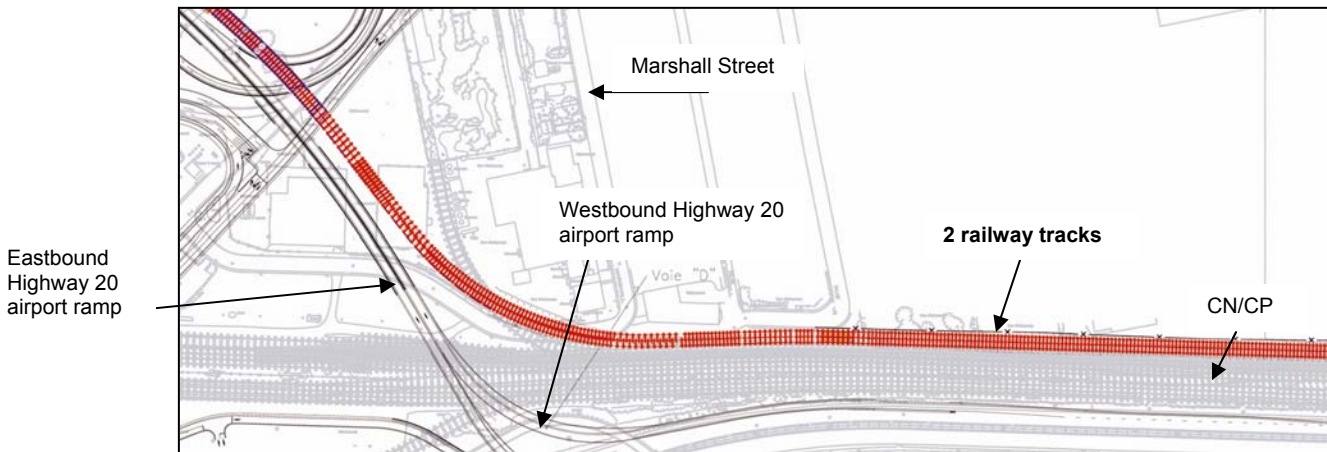 Marshall Street
Westbound Highway 20
airport ramp
2 railway tracks
Voie "D"
Eastbound
Highway 20
airport ramp
CN/CP